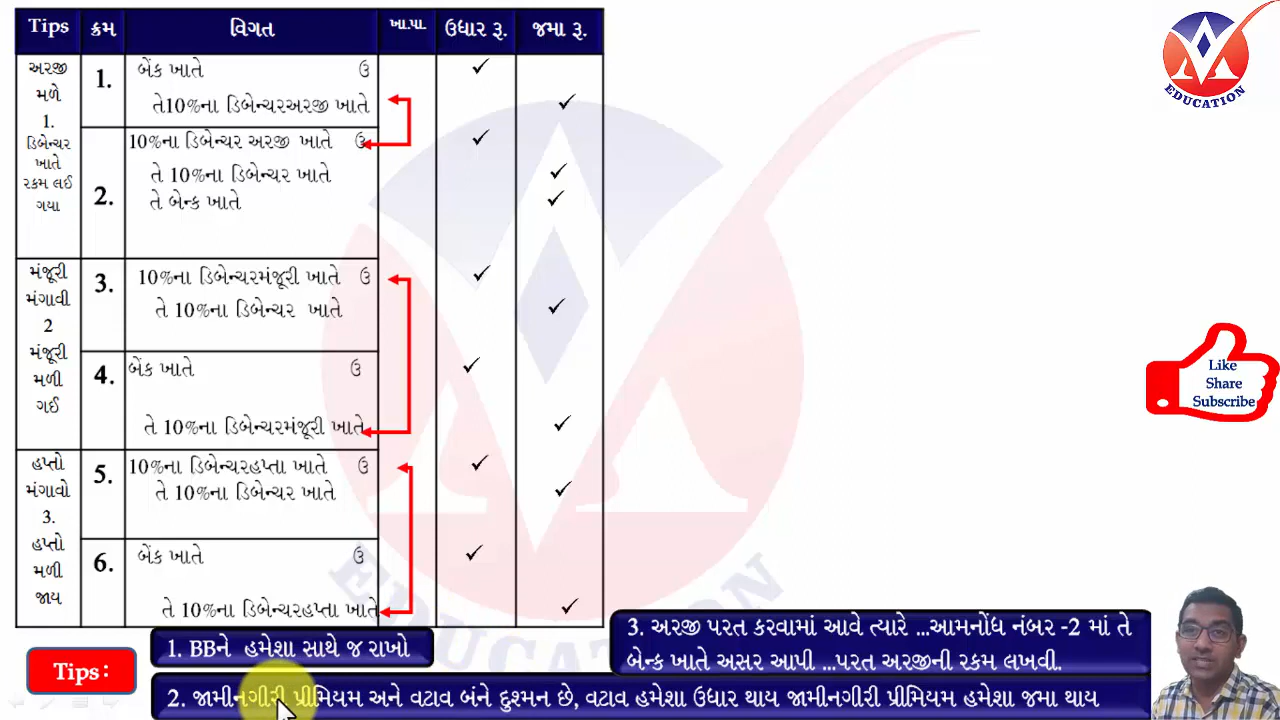 Tips ક્રમ વિગત ખા.પા. ઉધાર રૂ. જમા રૂ.
અરજી
મળે
1.
ડિબેન્ચર
ખાતે
રકમ લઈ
ગયા
1. બેંક ખાતે ઉ
તે10%ના ડિબેન્ચરઅરજી ખાતે
2. 10%ના ડિબેન્ચર અરજી ખાતે ઉ
તે 10%ના ડિબેન્ચર ખાતે
તે બેન્ક ખાતે
મંજૂરી
મંગાવી
2
મંજૂરી
મળી
ગઈ
3. 10%ના ડિબેન્ચરમંજૂરી ખાતે ઉ
તે 10%ના ડિબેન્ચર ખાતે
4. બેંક ખાતે ઉ
તે 10%ના ડિબેન્ચરમંજૂરી ખાતે
હપ્તો
મંગાવો
3.
હપ્તો
મળી
જાય
5. 10%ના ડિબેન્ચરહપ્તા ખાતે ઉ
તે 10%ના ડિબેન્ચર ખાતે
6. બેંક ખાતે ઉ
તે 10%ના ડિબેન્ચરહપ્તા ખાતે
Tips:
1. BBને હમેશા સાથે જ રાખો
2. જામીનગીરી પ્રીમિયમ અને વટાવ બંને દુશ્મન છે, વટાવ હમેશા ઉધાર થાય જામીનગીરી પ્રીમિયમ હમેશા જમા થાય
3. અરજી પરત કરવામાં આવે ત્યારે ...આમનોંધ નંબર -2 માં તે
બેન્ક ખાતે અસર આપી ...પરત અરજીની રકમ લખવી.
EDUCATION
Like
Share
Subscribe
EDUCATION